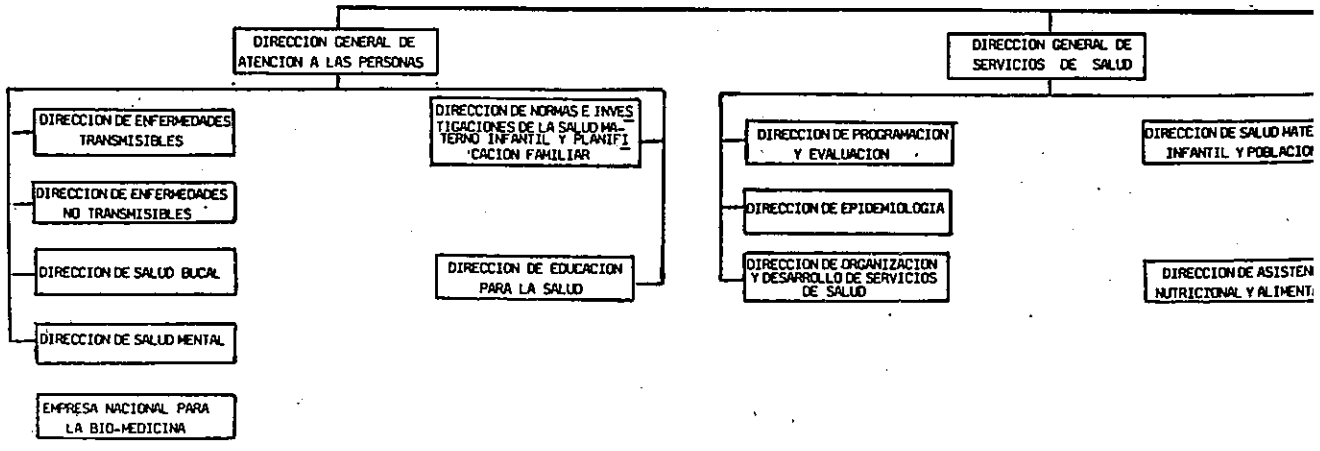 DIRECCION GENERAL DE
ATENCION A LAS PERSONAS
DIRECCION GENERAL DE
SERVICIOS DE SALUD
DIRECCION DE ENFERMEDADES
TRANSMISIBLES
DIRECCION DE NORMAS E INVES
TIGACIONES DE LA SALUD MA-
TERNO INFANTIL Y PLANIFI
CACION FAMILIAR
DIRECCION DE PROGRAMACION
Y EVALUACION
DIRECCION DE SALUD MATE
INFANTIL Y POBLACION
DIRECCION DE ENFERMEDADES
NO TRANSMISIBLES
DIRECCION DE EPIDEMIOLOGIA
DIRECCION DE SALUD BUCAL
DIRECCION DE EDUCACION
PARA LA SALUD
DIRECCION DE ORGANIZACION
Y DESARROLLO DE SERVICIOS
DE SALUD
DIRECCION DE ASISTEN
NUTRICIONAL Y ALIMENT
DIRECCION DE SALUD MENTAL
EMPRESA NACIONAL PARA
LA BIO-MEDICINA